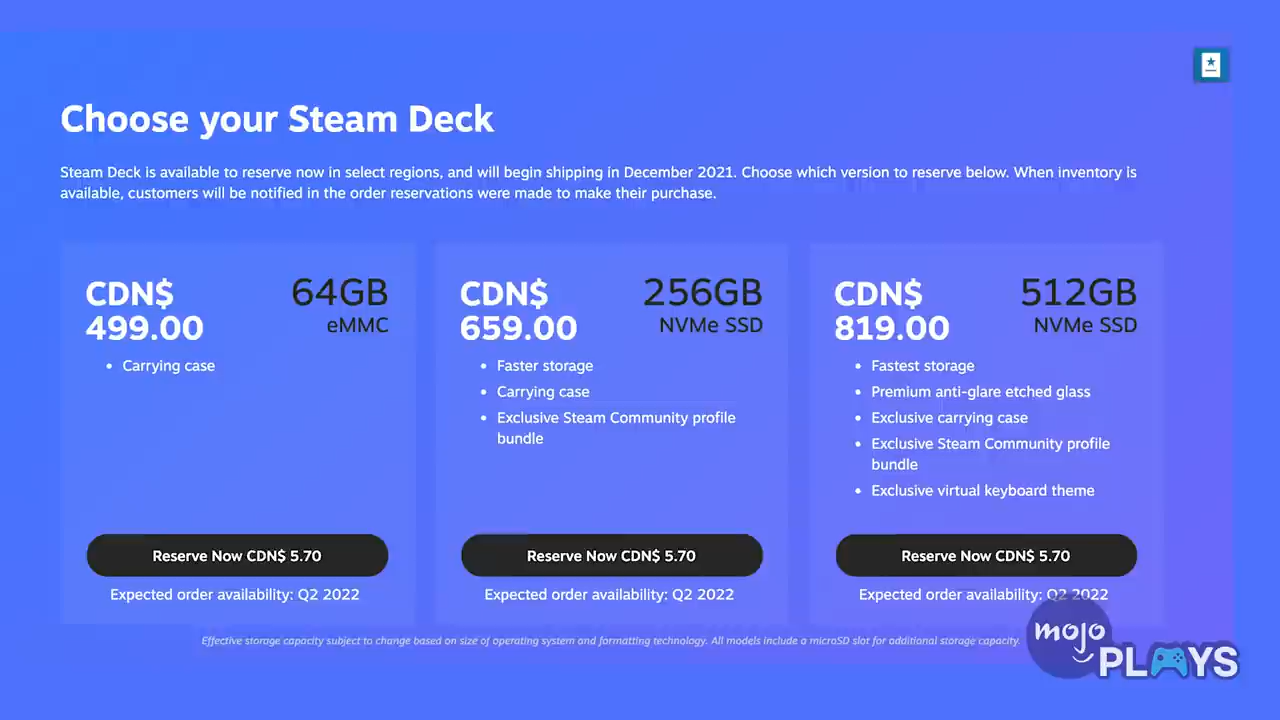 Choose your Steam Deck
Steam Deck is available to reserve now in select regions, and will begin shipping in December 2021. Choose which version to reserve below. When inventory is
available, customers will be notified in the order reservations were made to make their purchase.
CDN$
499.00
64GB
eMMC
• Carrying case
Reserve Now CDN$ 5.70
Expected order availability: Q2 2022
CDN$
659.00
256GB
NVMe SSD
• Faster storage
• Carrying case
• Exclusive Steam Community profile
bundle
Reserve Now CDN$ 5.70
Expected order availability: Q2 2022
CDN$
819.00
512GB
NVMe SSD
• Fastest storage
• Premium anti-glare etched glass
• Exclusive carrying case
• Exclusive Steam Community profile
bundle
• Exclusive virtual keyboard theme
Reserve Now CDN$ 5.70
Expected order availability: Q2 2022
Effective storage capacity subject to change based on size of operating system and formatting technology. All models include a microSD slot for additional storage capacity.
mojo
PLAYS